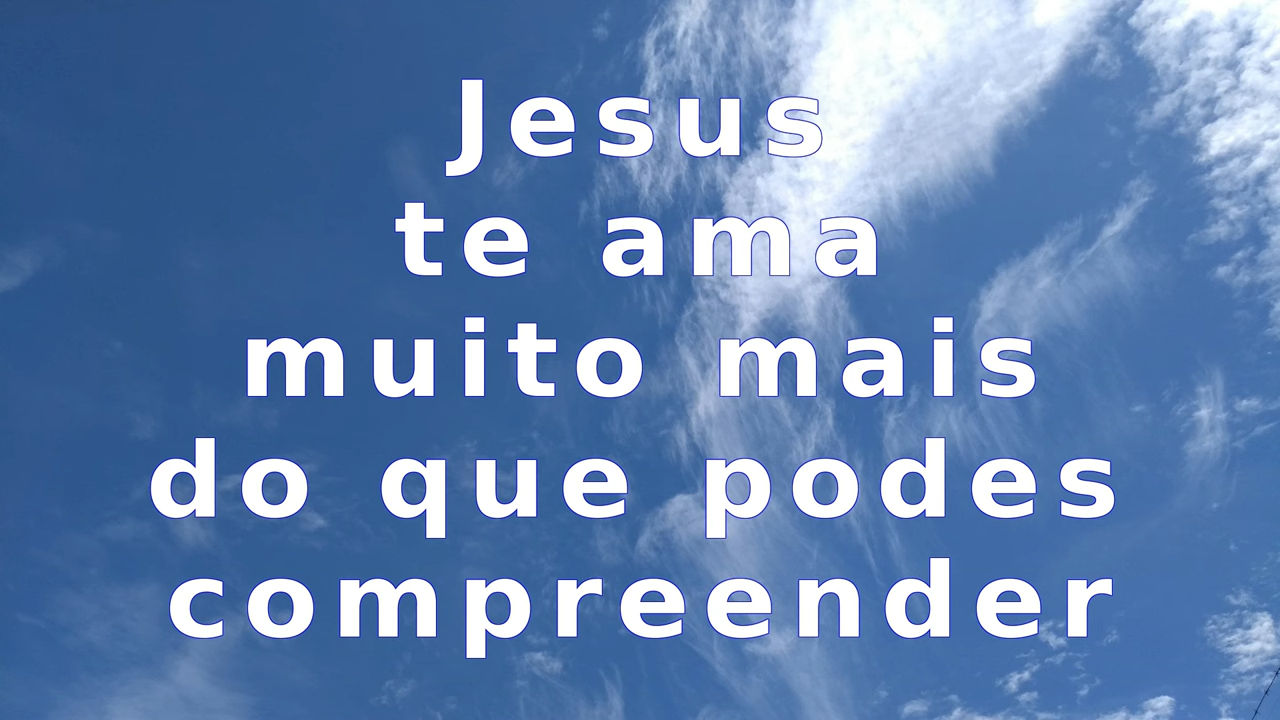 Jesus
te ama
muito mais
do que podes
compreender